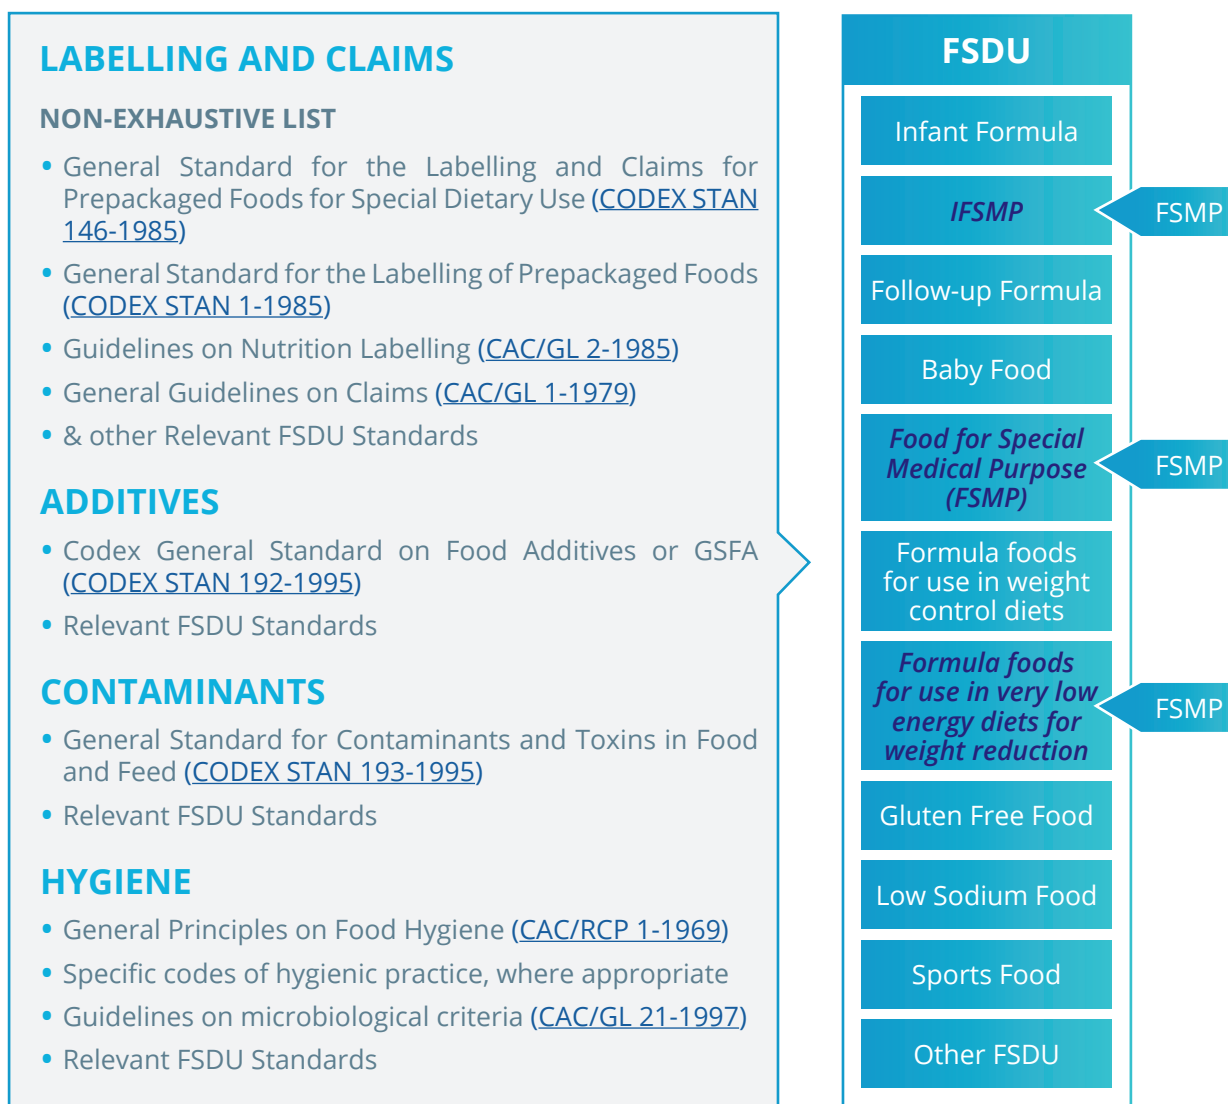 LABELLING AND CLAIMS
NON-EXHAUSTIVE LIST
• General Standard for the Labelling and Claims for
Prepackaged Foods for Special Dietary Use (CODEX STAN
146-1985)
• General Standard for the Labelling of Prepackaged Foods
(CODEX STAN 1-1985)
• Guidelines on Nutrition Labelling (CAC/GL 2-1985)
• General Guidelines on Claims (CAC/GL 1-1979)
• & other Relevant FSDU Standards
ADDITIVES
• Codex General Standard on Food Additives or GSFA
(CODEX STAN 192-1995)
• Relevant FSDU Standards
CONTAMINANTS
• General Standard for Contaminants and Toxins in Food
and Feed (CODEX STAN 193-1995)
• Relevant FSDU Standards
HYGIENE
• General Principles on Food Hygiene (CAC/RCP 1-1969)
• Specific codes of hygienic practice, where appropriate
• Guidelines on microbiological criteria (CAC/GL 21-1997)
• Relevant FSDU Standards
FSDU
Infant Formula
IFSMP
FSMP
Follow-up Formula
Baby Food
Food for Special
Medical Purpose
(FSMP)
FSMP
Formula foods
for use in weight
control diets
Formula foods
for use in very low
energy diets for
weight reduction
FSMP
Gluten Free Food
Low Sodium Food
Sports Food
Other FSDU